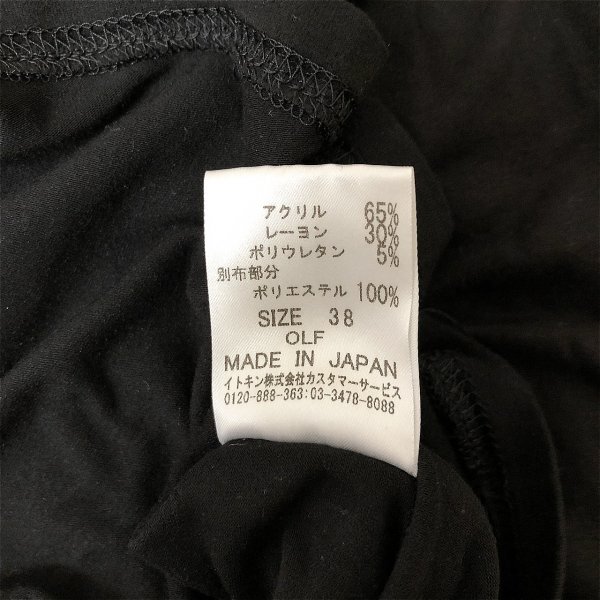 アクリル 65%
レーヨン 30%
ポリウレタン 5%
別布部分
ポリエステル 100%
SIZE 38
OLF
MADE IN JAPAN
イトキン株式会社カスタマーサービス
0120-888-363:03-3478-8088